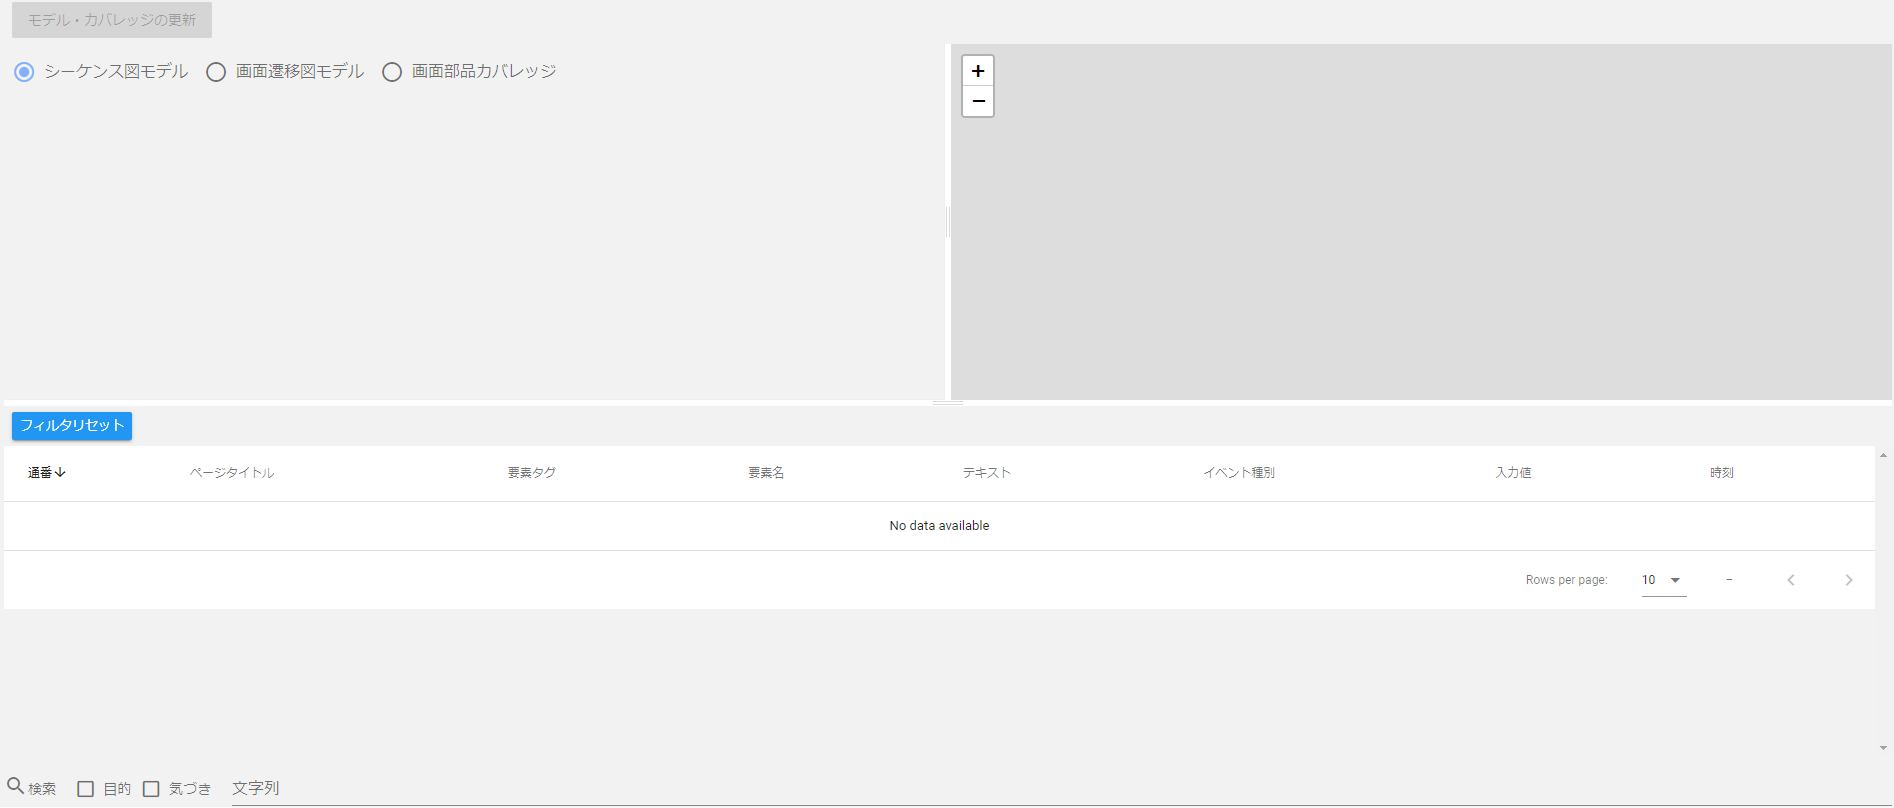 モデル・カバレッジの更新
シーケンス図モデル 画面遷移図モデル 画面部品カバレッジ
+
−
フィルタリセット
通番↓ ページタイトル 要素タグ 要素名 テキスト イベント種別 入力値 時刻
No data available
Rows per page: 10 –
検索 目的 気づき 文字列